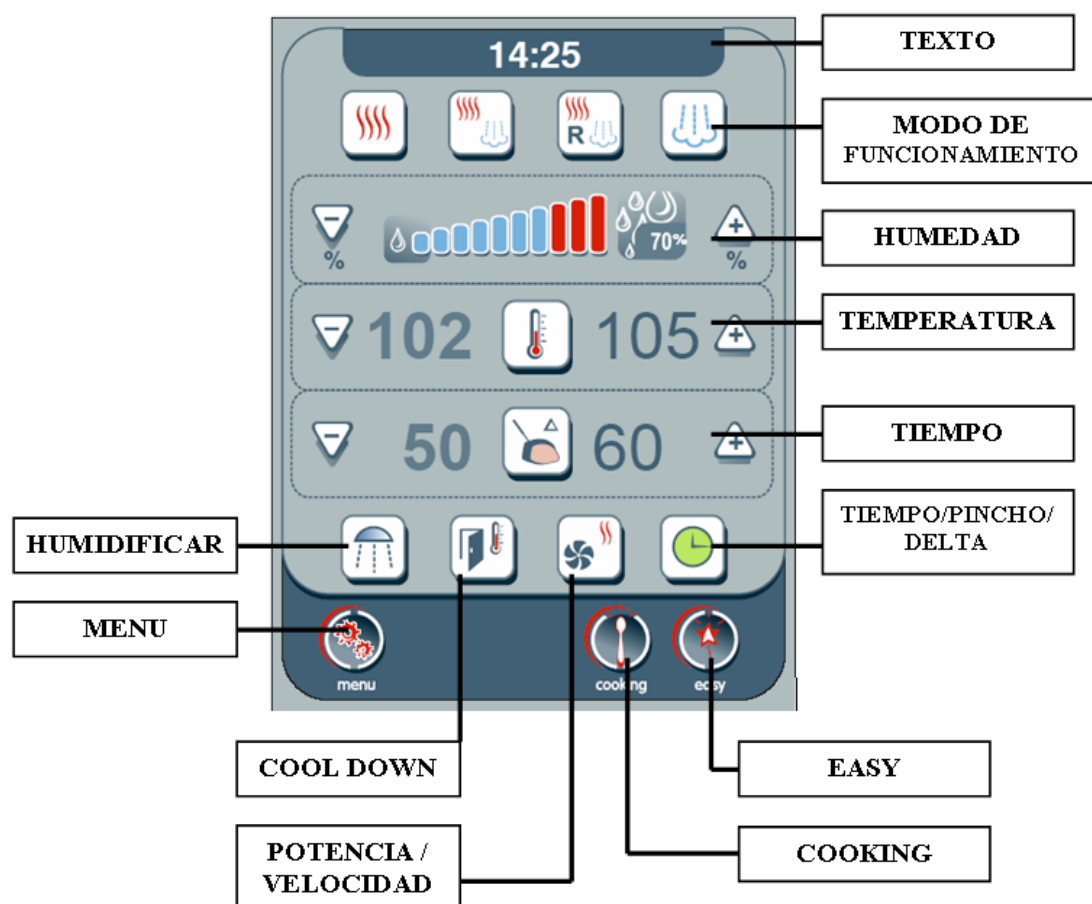 TEXTO
14:25
MODO DE
FUNCIONAMIENTO
R
HUMEDAD
70%
% %
TEMPERATURA
102 105
TIEMPO
50 60
TIEMPO/PINCHO/
DELTA
HUMIDIFICAR
MENU
menu cooking easy
COOL DOWN
EASY
POTENCIA /
VELOCIDAD
COOKING